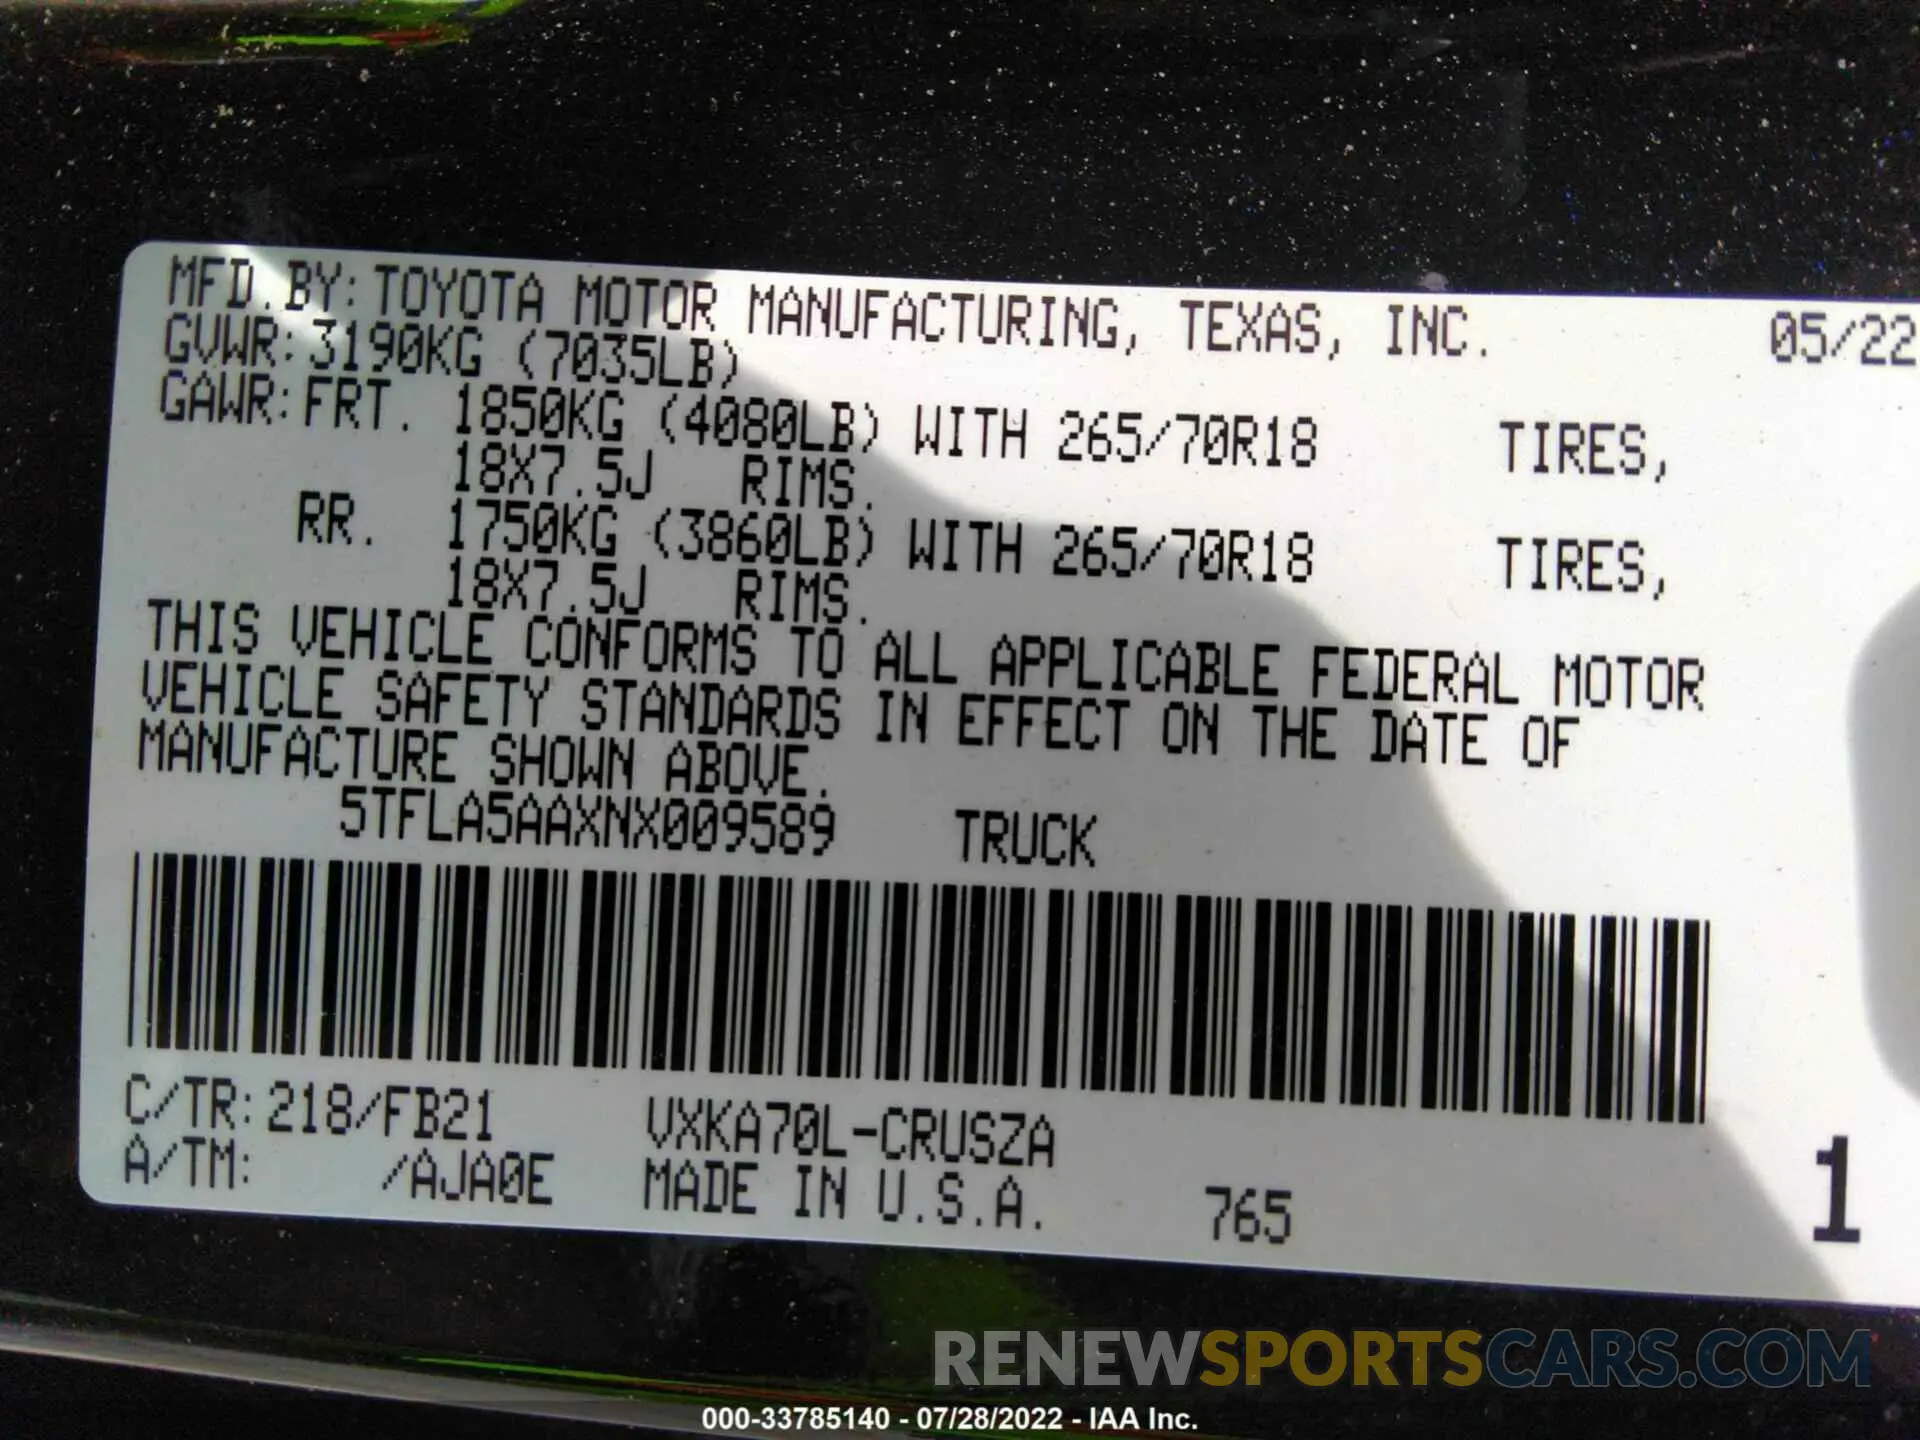 MFD.BY:TOYOTA MOTOR MANUFACTURING, TEXAS, INC. 05/22
GVWR:3190KG (7035LB)
GAWR:FRT. 1850KG (4080LB) WITH 265/70R18 TIRES,
18X7.5J RIMS.
RR. 1750KG (3860LB) WITH 265/70R18 TIRES,
18X7.5J RIMS.
THIS VEHICLE CONFORMS TO ALL APPLICABLE FEDERAL MOTOR
VEHICLE SAFETY STANDARDS IN EFFECT ON THE DATE OF
MANUFACTURE SHOWN ABOVE.
5TFLA5AAXNX009589 TRUCK
C/TR:218/FB21 VXKA70L-CRUSZA
A/TM: /AJA0E MADE IN U.S.A. 765 1
RENEWSPORTSCARS.COM
000-33785140 - 07/28/2022 - IAA Inc.